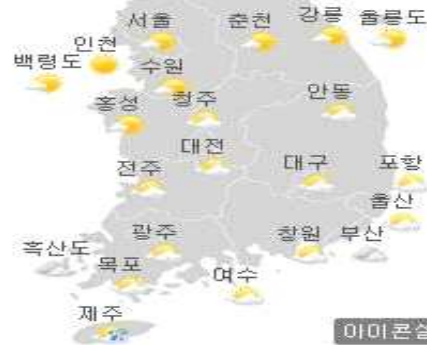 서울 춘천 강릉 울릉도
인천
백령도 수원
홍성 청주 안동
대전
전주 대구 포항
울산
광주 창원 부산
흑산도
목포 여수
제주
아이콘설